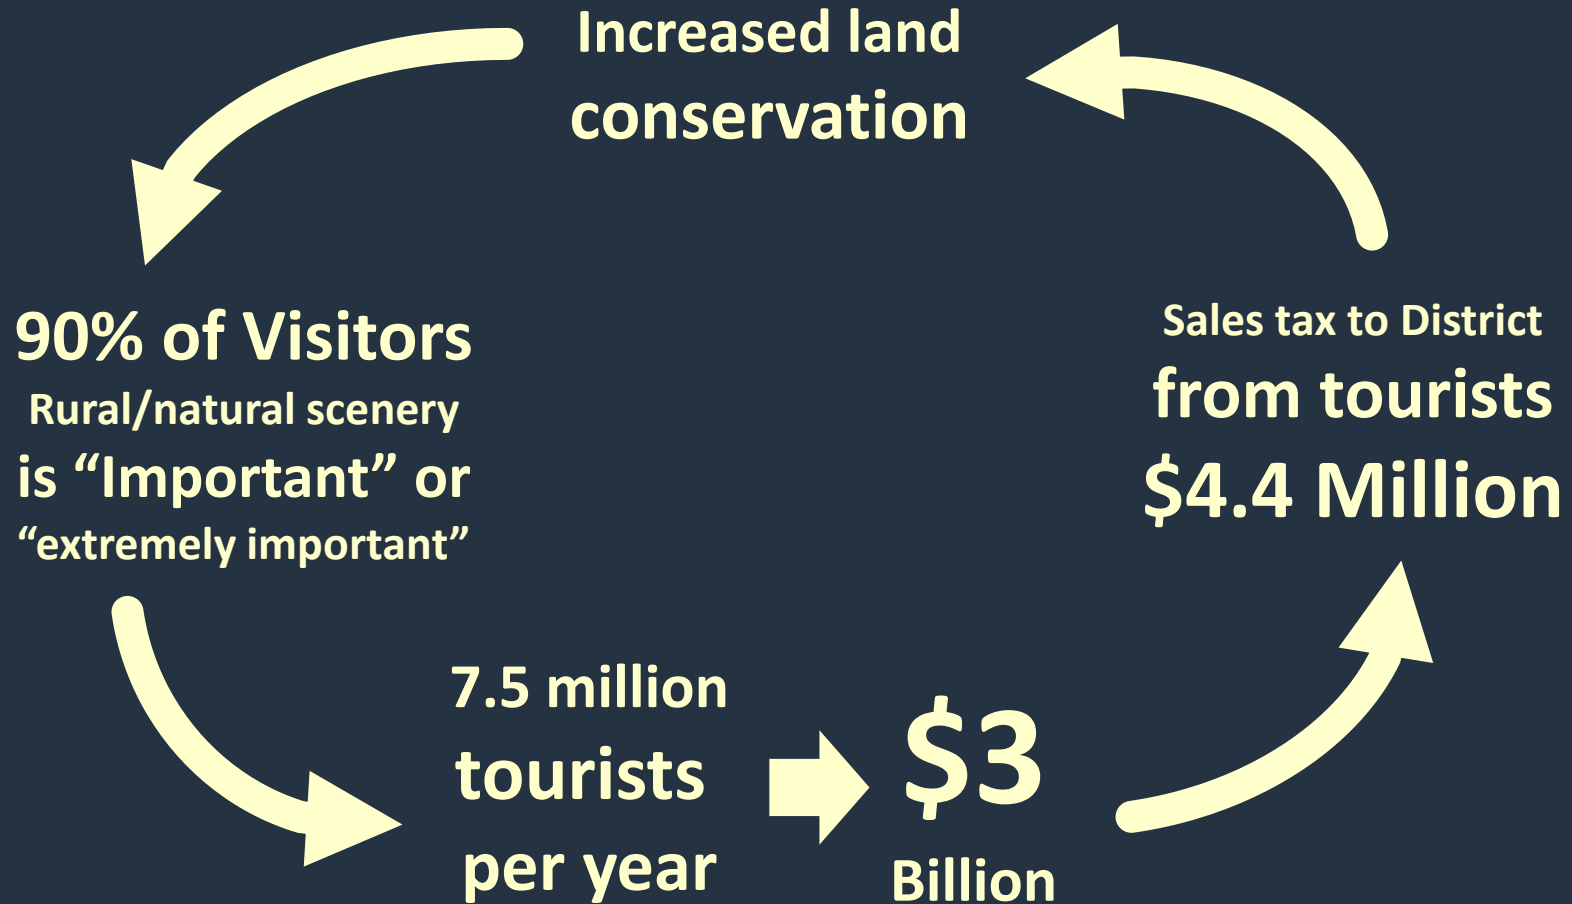 Increased land
conservation
90% of Visitors
Rural/natural scenery
is “Important” or
“extremely important”
7.5 million
tourists
per year
$3
Billion
Sales tax to District
from tourists
$4.4 Million